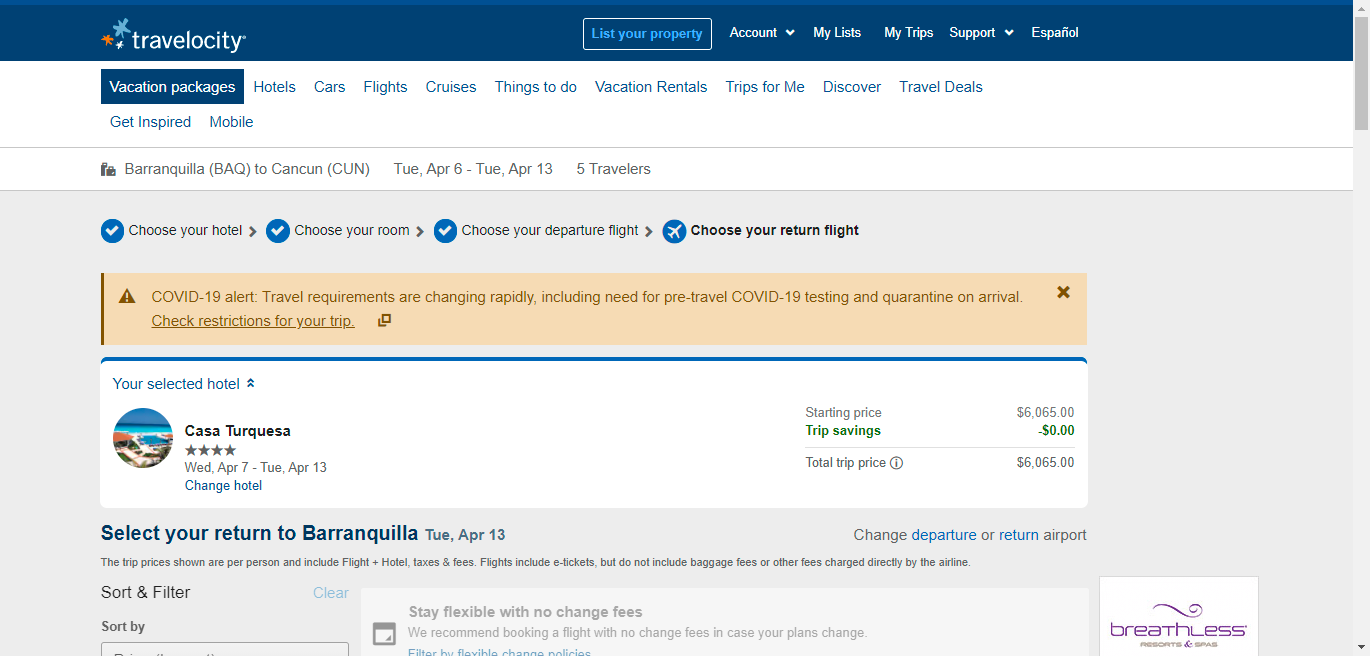 travelocity
List your property
Account
My Lists
My Trips
Support
Español
Vacation packages
Hotels
Cars
Flights
Cruises
Things to do
Vacation Rentals
Trips for Me
Discover
Travel Deals
Get Inspired
Mobile
Barranquilla (BAQ) to Cancun (CUN)
Tue, Apr 6 - Tue, Apr 13
5 Travelers
Choose your hotel
Choose your room
Choose your departure flight
Choose your return flight
COVID-19 alert: Travel requirements are changing rapidly, including need for pre-travel COVID-19 testing and quarantine on arrival.
Check restrictions for your trip.
Your selected hotel
Casa Turquesa
Wed, Apr 7 - Tue, Apr 13
Change hotel
Starting price $6,065.00
Trip savings -$0.00
Total trip price $6,065.00
Select your return to Barranquilla Tue, Apr 13
Change departure or return airport
The trip prices shown are per person and include Flight + Hotel, taxes & fees. Flights include e-tickets, but do not include baggage fees or other fees charged directly by the airline.
Sort & Filter
Clear
Sort by
Stay flexible with no change fees
We recommend booking a flight with no change fees in case your plans change.
Filter by flexible change policies
breathless
RESORTS & SPAS